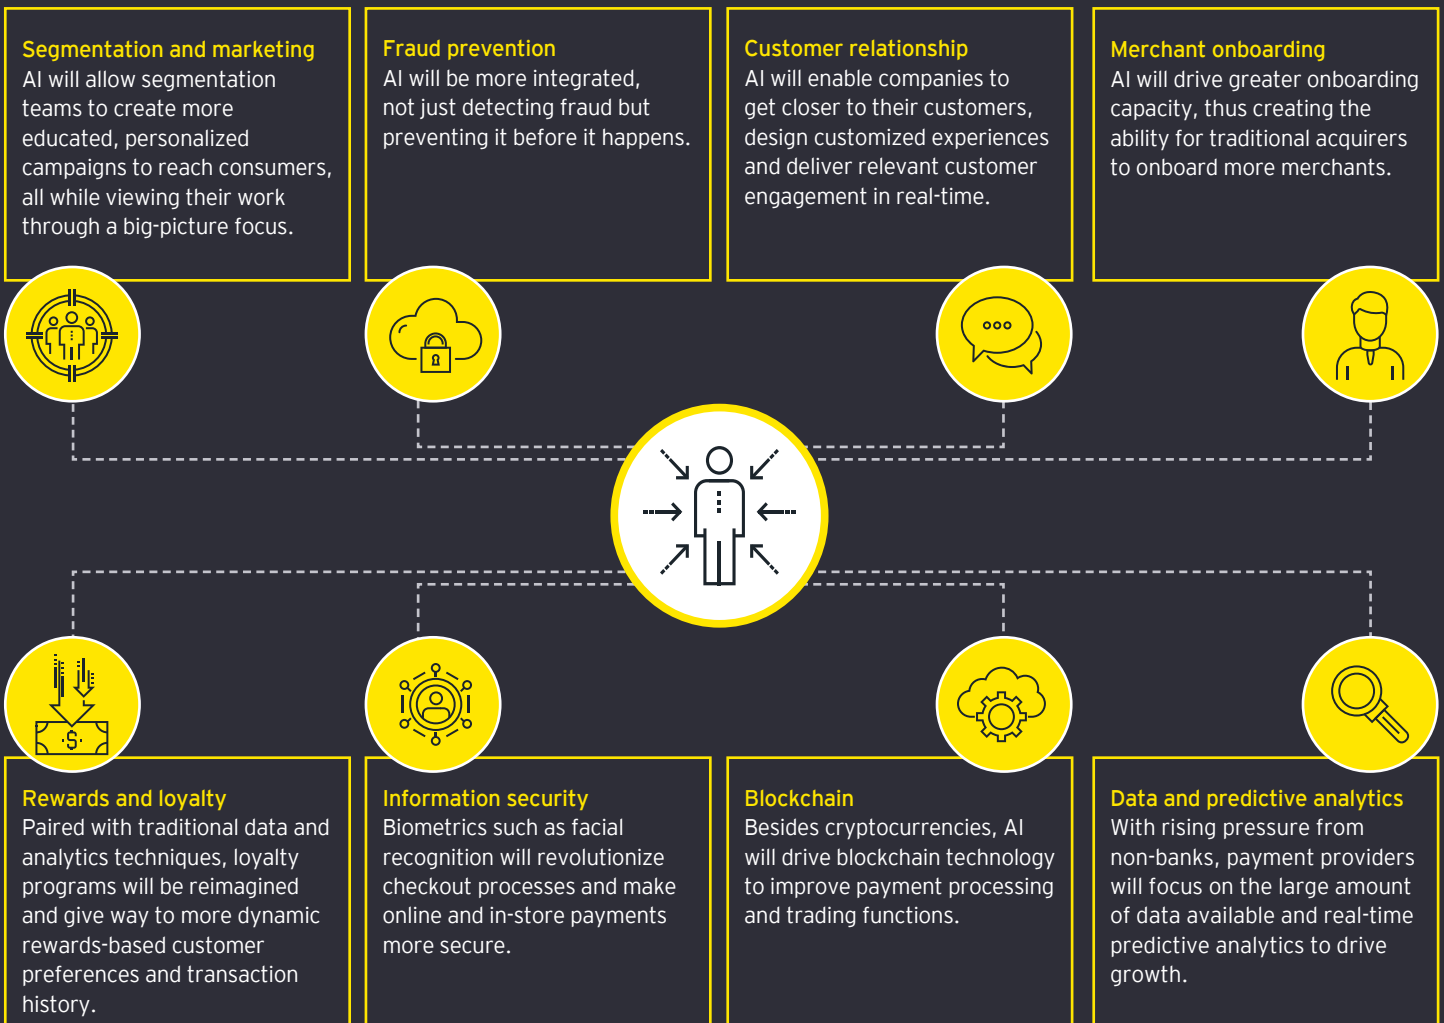 Segmentation and marketing
AI will allow segmentation
teams to create more
educated, personalized
campaigns to reach consumers,
all while viewing their work
through a big-picture focus.
Fraud prevention
AI will be more integrated,
not just detecting fraud but
preventing it before it happens.
Customer relationship
AI will enable companies to
get closer to their customers,
design customized experiences
and deliver relevant customer
engagement in real-time.
Merchant onboarding
AI will drive greater onboarding
capacity, thus creating the
ability for traditional acquirers
to onboard more merchants.
$
Rewards and loyalty
Paired with traditional data and
analytics techniques, loyalty
programs will be reimagined
and give way to more dynamic
rewards-based customer
preferences and transaction
history.
Information security
Biometrics such as facial
recognition will revolutionize
checkout processes and make
online and in-store payments
more secure.
Blockchain
Besides cryptocurrencies, AI
will drive blockchain technology
to improve payment processing
and trading functions.
Data and predictive analytics
With rising pressure from
non-banks, payment providers
will focus on the large amount
of data available and real-time
predictive analytics to drive
growth.